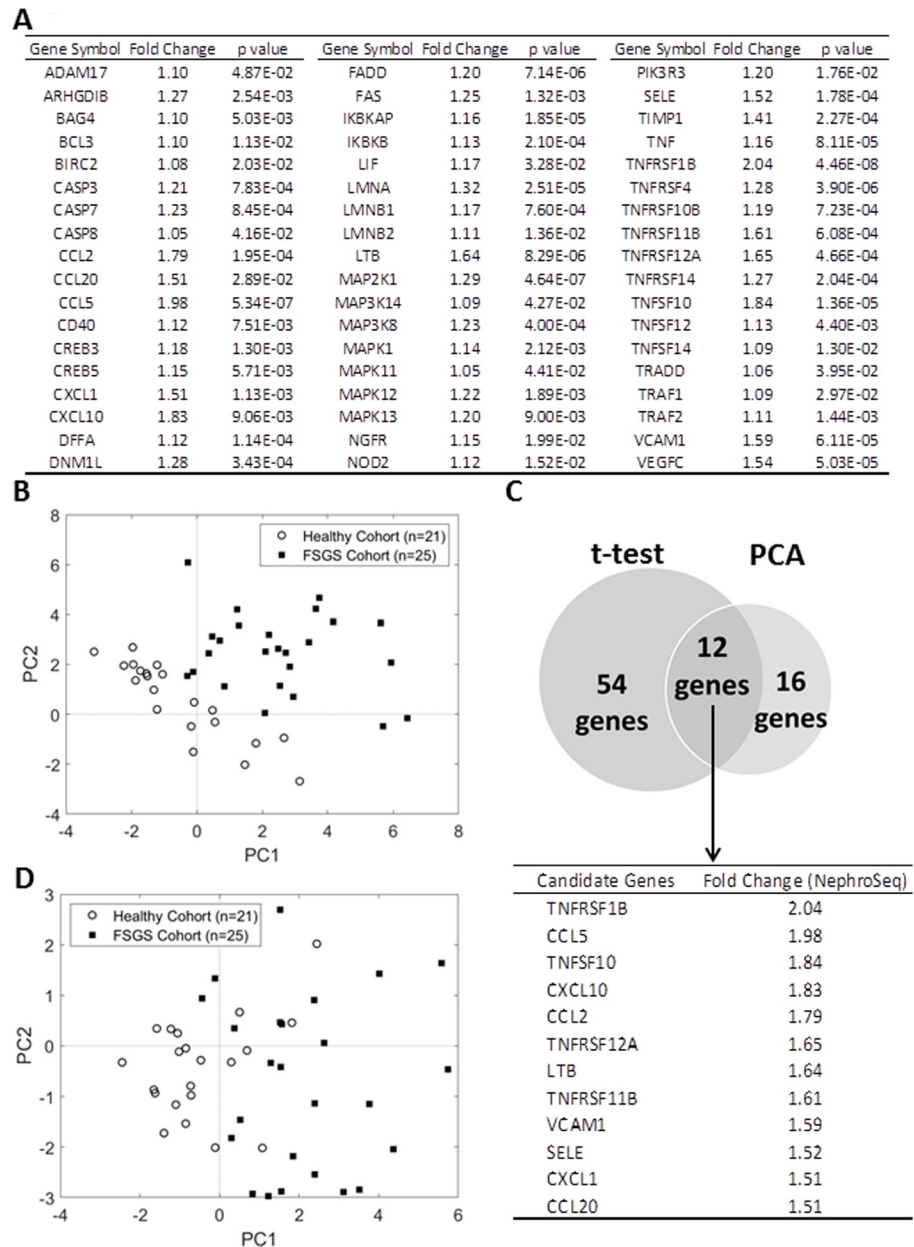 A
Gene Symbol Fold Change p value Gene Symbol Fold Change p value Gene Symbol Fold Change p value
ADAM17 1.10 4.87E-02 FADD 1.20 7.14E-06 PIK3R3 1.20 1.76E-02
ARHGDIB 1.27 2.54E-03 FAS 1.25 1.32E-03 SELE 1.52 1.78E-04
BAG4 1.10 5.03E-03 IKBKAP 1.16 1.85E-05 TIMP1 1.41 2.27E-04
BCL3 1.10 1.13E-02 IKBKB 1.13 2.10E-04 TNF 1.16 8.11E-05
BIRC2 1.08 2.03E-02 LIF 1.17 3.28E-02 TNFRSF1B 2.04 4.46E-08
CASP3 1.21 7.83E-04 LMNA 1.32 2.51E-05 TNFRSF4 1.28 3.90E-06
CASP7 1.23 8.45E-04 LMNB1 1.17 7.60E-04 TNFRSF10B 1.19 7.23E-04
CASP8 1.05 4.16E-02 LMNB2 1.11 1.36E-02 TNFRSF11B 1.61 6.08E-04
CCL2 1.79 1.95E-04 LTB 1.64 8.29E-06 TNFRSF12A 1.65 4.66E-04
CCL20 1.51 2.89E-02 MAP2K1 1.29 4.64E-07 TNFRSF14 1.27 2.04E-04
CCL5 1.98 5.34E-07 MAP3K14 1.09 4.27E-02 TNFSF10 1.84 1.36E-05
CD40 1.12 7.51E-03 MAP3K8 1.23 4.00E-04 TNFSF12 1.13 4.40E-03
CREB3 1.18 1.30E-03 MAPK1 1.14 2.12E-03 TNFSF14 1.09 1.30E-02
CREB5 1.15 5.71E-03 MAPK11 1.05 4.41E-02 TRADD 1.06 3.95E-02
CXCL1 1.51 1.13E-03 MAPK12 1.22 1.89E-03 TRAF1 1.09 2.97E-02
CXCL10 1.83 9.06E-03 MAPK13 1.20 9.00E-03 TRAF2 1.11 1.44E-03
DFFA 1.12 1.14E-04 NGFR 1.15 1.99E-02 VCAM1 1.59 6.11E-05
DNM1L 1.28 3.43E-04 NOD2 1.12 1.52E-02 VEGFC 1.54 5.03E-05
B
8
6
4
2
0
-2
-4
PC2
Healthy Cohort (n=21)
FSGS Cohort (n=25)
-4 -2 0 2 4 6 8
PC1
C
t-test PCA
54 genes
12 genes
16 genes
Candidate Genes Fold Change (NephroSeq)
TNFRSF1B 2.04
CCL5 1.98
TNFSF10 1.84
CXCL10 1.83
CCL2 1.79
TNFRSF12A 1.65
LTB 1.64
TNFRSF11B 1.61
VCAM1 1.59
SELE 1.52
CXCL1 1.51
CCL20 1.51
D
3
2
1
0
-1
-2
-3
PC2
Healthy Cohort (n=21)
FSGS Cohort (n=25)
-4 -2 0 2 4 6
PC1